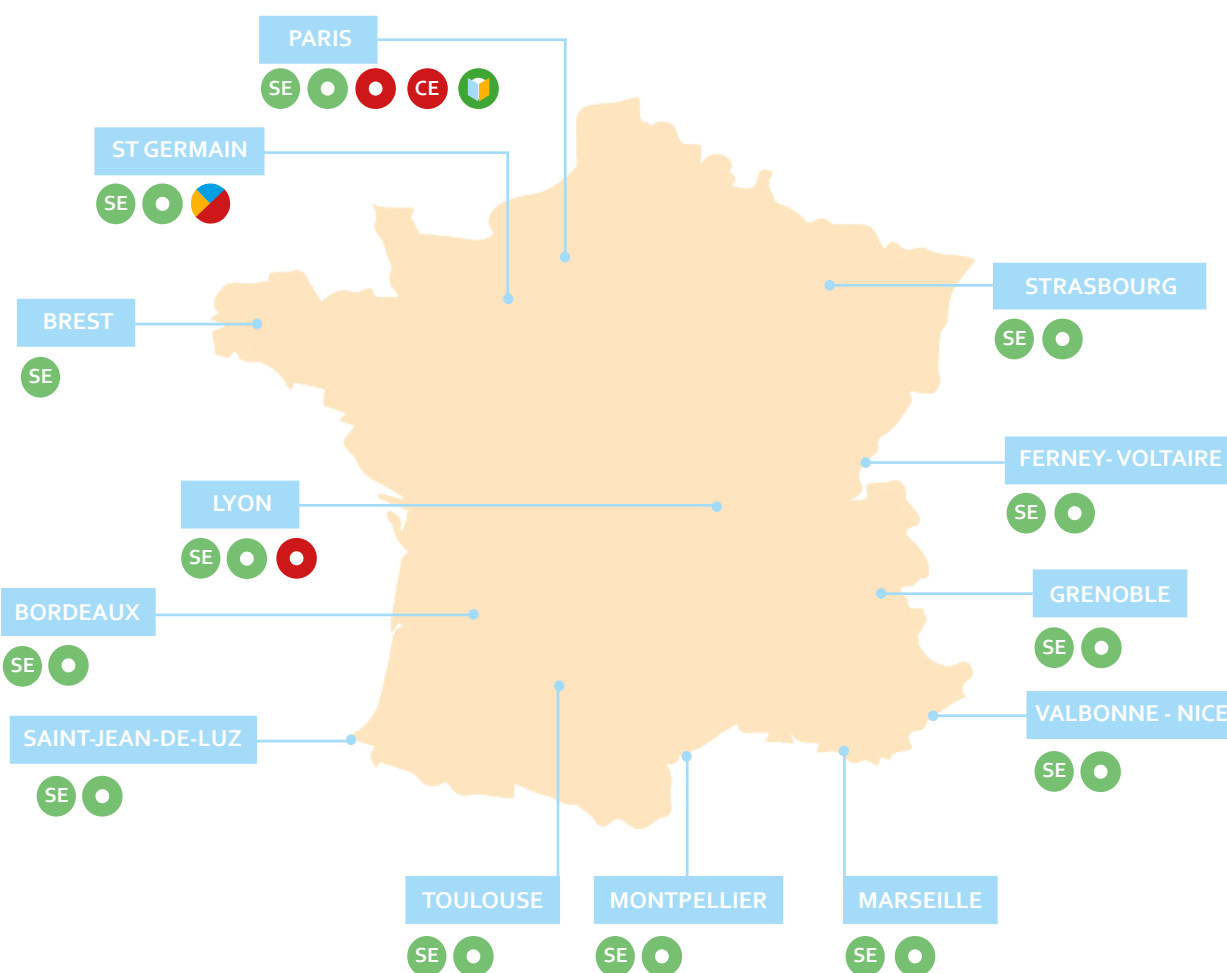 PARIS
SE CE
ST GERMAIN
SE
BREST
SE
STRASBOURG
SE
FERNEY- VOLTAIRE
SE
LYON
SE
BORDEAUX
SE
GRENOBLE
SE
SAINT-JEAN-DE-LUZ
SE
VALBONNE - NICE
SE
TOULOUSE
SE
MONTPELLIER
SE
MARSEILLE
SE